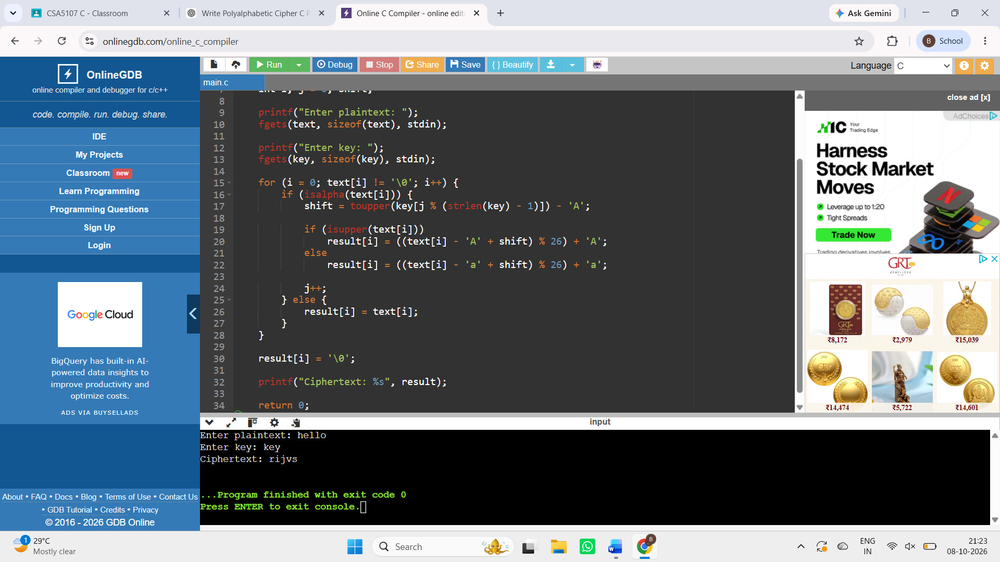 CSA5107 C - Classroom
Write Polyalphabetic Cipher C P
Online C Compiler - online edit
Ask Gemini
onlinegdb.com/online_c_compiler
B School
OnlineGDB
online compiler and debugger for c/c++
code. compile. run. debug. share.
IDE
My Projects
Classroom new
Learn Programming
Programming Questions
Sign Up
Login
Google Cloud
BigQuery has built-in AI-
powered data insights to
improve productivity and
optimize costs.
ADS VIA BUYSELLADS
About • FAQ • Docs • Blog • Terms of Use • Contact Us
• GDB Tutorial • Credits • Privacy
© 2016 - 2026 GDB Online
Run Debug Stop Share Save { } Beautify
Language C
main.c
7 int i, j = 0, shift;
8
9 printf("Enter plaintext: ");
10 fgets(text, sizeof(text), stdin);
11
12 printf("Enter key: ");
13 fgets(key, sizeof(key), stdin);
14
15 for (i = 0; text[i] != '\0'; i++) {
16 if (isalpha(text[i])) {
17 shift = toupper(key[j % (strlen(key) - 1)]) - 'A';
18
19 if (isupper(text[i]))
20 result[i] = ((text[i] - 'A' + shift) % 26) + 'A';
21 else
22 result[i] = ((text[i] - 'a' + shift) % 26) + 'a';
23
24 j++;
25 } else {
26 result[i] = text[i];
27 }
28 }
29
30 result[i] = '\0';
31
32 printf("Ciphertext: %s", result);
33
34 return 0;
input
Enter plaintext: hello
Enter key: key
Ciphertext: rijvs
...Program finished with exit code 0
Press ENTER to exit console.
close ad [x]
AdChoices
NIC Your
Trading Edge
Harness
Stock Market
Moves
Leverage up to 1:20
Tight Spreads
Trade Now
Trading derivatives involves
GRT
JEWELLERS
₹8,172
₹2,979
₹15,039
₹14,474
₹5,722
₹14,601
1
29°C
Mostly clear
Search
B
ENG
IN
21:23
08-10-2026